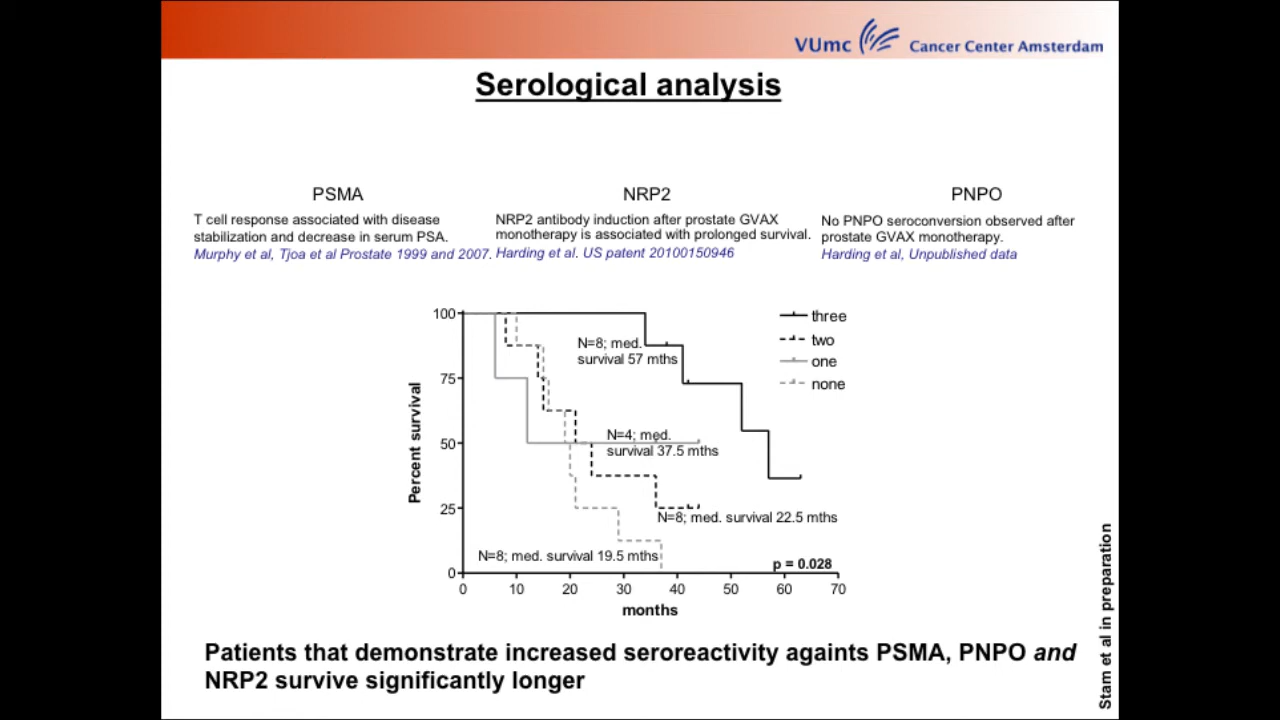 VUmc Cancer Center Amsterdam
Serological analysis
PSMA
T cell response associated with disease
stabilization and decrease in serum PSA.
Murphy et al, Tjoa et al Prostate 1999 and 2007.
NRP2
NRP2 antibody induction after prostate GVAX
monotherapy is associated with prolonged survival.
Harding et al. US patent 20100150946
PNPO
No PNPO seroconversion observed after
prostate GVAX monotherapy.
Harding et al, Unpublished data
Percent survival
100
75
50
25
0
0 10 20 30 40 50 60 70
months
three
two
one
none
N=8; med.
survival 57 mths
N=4; med.
survival 37.5 mths
N=8; med. survival 22.5 mths
N=8; med. survival 19.5 mths
p = 0.028
Patients that demonstrate increased seroreactivity againts PSMA, PNPO and
NRP2 survive significantly longer
Stam et al in preparation